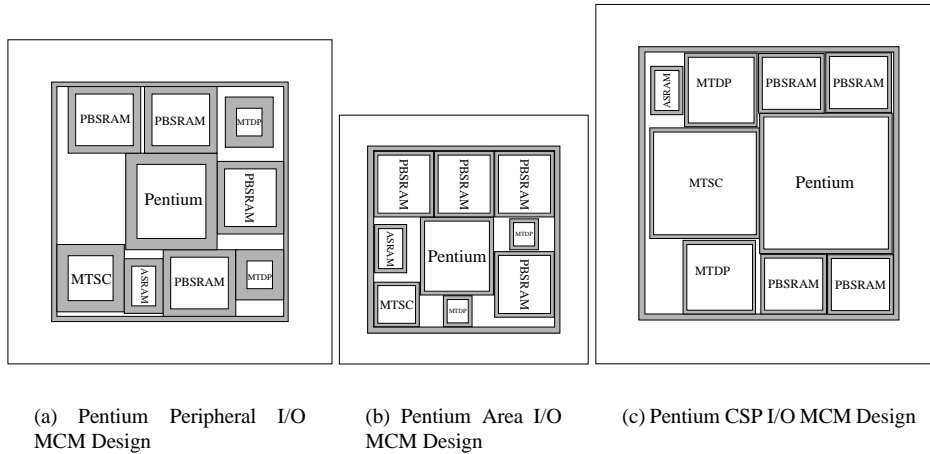 PBSRAM
PBSRAM
MTDP
Pentium
PBSRAM
MTSC
ASRAM
PBSRAM
MTDP
(a) Pentium Peripheral I/O
MCM Design
PBSRAM
PBSRAM
PBSRAM
ASRAM
Pentium
MTDP
PBSRAM
MTSC
MTDP
(b) Pentium Area I/O
MCM Design
ASRAM
MTDP
PBSRAM
PBSRAM
MTSC
Pentium
MTDP
PBSRAM
PBSRAM
(c) Pentium CSP I/O MCM Design